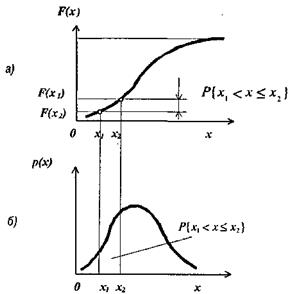 F(x)
а)
F(x₁)
P{x₁ < x ≤ x₂}
F(x₂)
0 x₁ x₂ x
p(x)
б)
P{x₁ < x ≤ x₂}
0 x₁ x₂ x